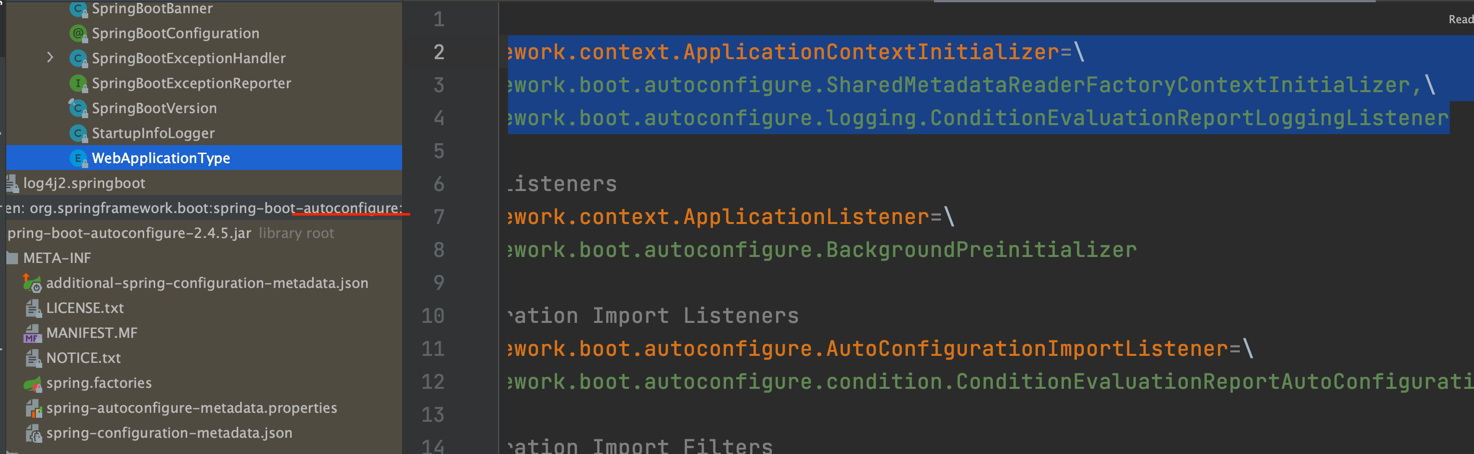 SpringBootBanner
SpringBootConfiguration
SpringBootExceptionHandler
SpringBootExceptionReporter
SpringBootVersion
StartupInfoLogger
WebApplicationType
log4j2.springboot
en: org.springframework.boot:spring-boot-autoconfigure:
pring-boot-autoconfigure-2.4.5.jar library root
META-INF
additional-spring-configuration-metadata.json
LICENSE.txt
MANIFEST.MF
NOTICE.txt
spring.factories
spring-autoconfigure-metadata.properties
spring-configuration-metadata.json
Read
1
2 ework.context.ApplicationContextInitializer=\
3 ework.boot.autoconfigure.SharedMetadataReaderFactoryContextInitializer,\
4 ework.boot.autoconfigure.logging.ConditionEvaluationReportLoggingListener
5
6 Listeners
7 ework.context.ApplicationListener=\
8 ework.boot.autoconfigure.BackgroundPreinitializer
9
10 ration Import Listeners
11 ework.boot.autoconfigure.AutoConfigurationImportListener=\
12 ework.boot.autoconfigure.condition.ConditionEvaluationReportAutoConfigurati
13
14 ration Import Filters